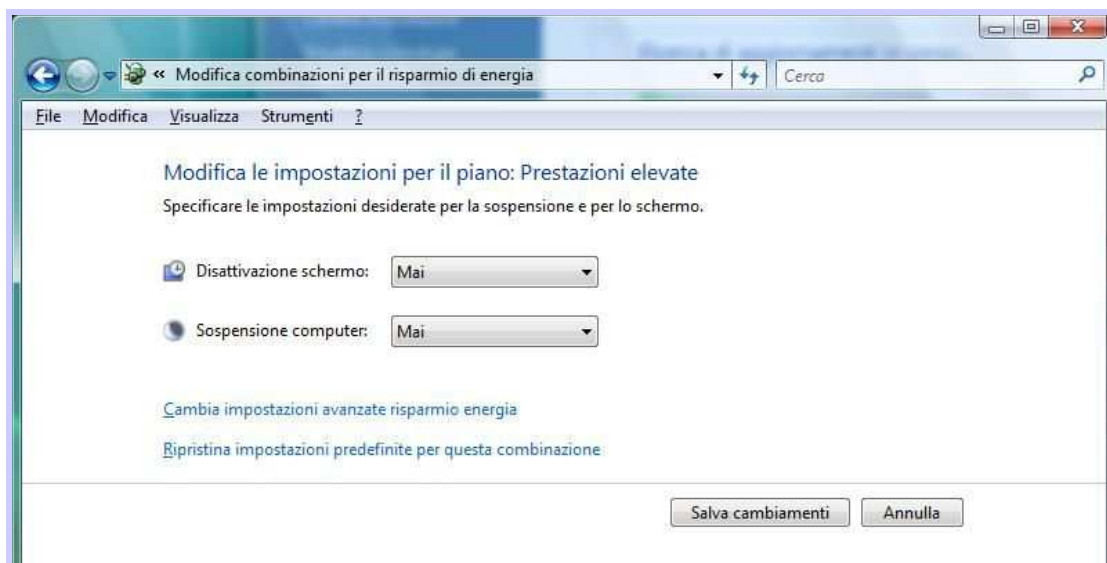 « Modifica combinazioni per il risparmio di energia
Cerca
File Modifica Visualizza Strumenti ?
Modifica le impostazioni per il piano: Prestazioni elevate
Specificare le impostazioni desiderate per la sospensione e per lo schermo.
Disattivazione schermo: Mai
Sospensione computer: Mai
Cambia impostazioni avanzate risparmio energia
Ripristina impostazioni predefinite per questa combinazione
Salva cambiamenti Annulla